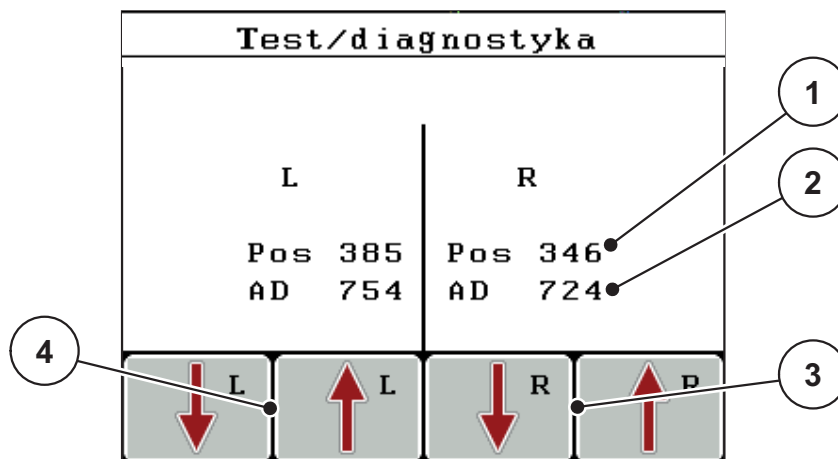 Test/diagnostyka
1
L R
2
Pos 385 Pos 346
AD 754 AD 724
4
L L R R
3